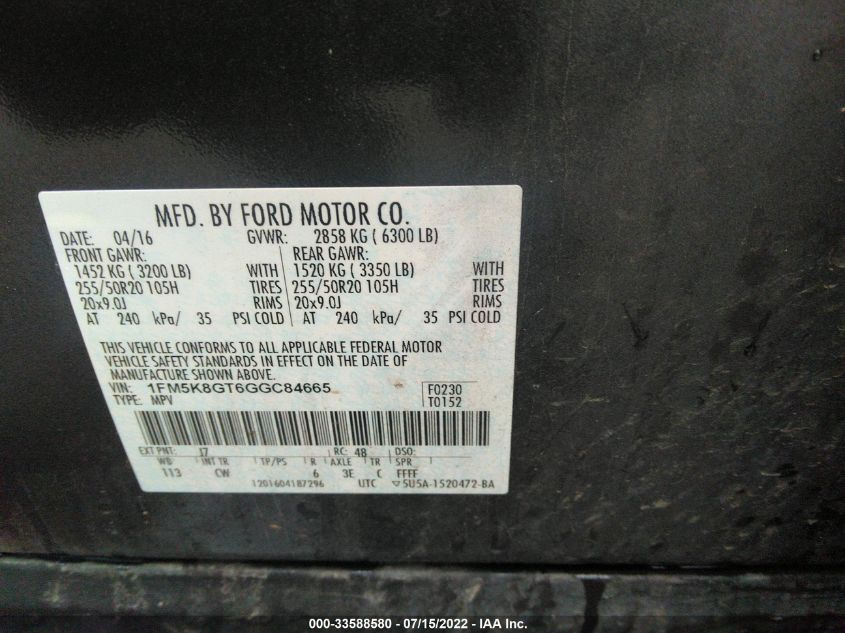 MFD. BY FORD MOTOR CO.
DATE: 04/16 GVWR: 2858 KG ( 6300 LB)
FRONT GAWR: REAR GAWR:
1452 KG ( 3200 LB) WITH 1520 KG ( 3350 LB) WITH
255/50R20 105H TIRES 255/50R20 105H TIRES
20x9.0J RIMS 20x9.0J RIMS
AT 240 kPa/ 35 PSI COLD AT 240 kPa/ 35 PSI COLD
THIS VEHICLE CONFORMS TO ALL APPLICABLE FEDERAL MOTOR
VEHICLE SAFETY STANDARDS IN EFFECT ON THE DATE OF
MANUFACTURE SHOWN ABOVE.
VIN: 1FM5K8GT6GGC84665 F0230
TYPE: MPV T0152
EXT PNT: J7 RC: 48 DSO:
WB INT TR TP/PS R AXLE TR SPR
113 CW 6 3E C FFFF
1201604187296 UTC ▽5U5A-1520472-BA
000-33588580 - 07/15/2022 - IAA Inc.